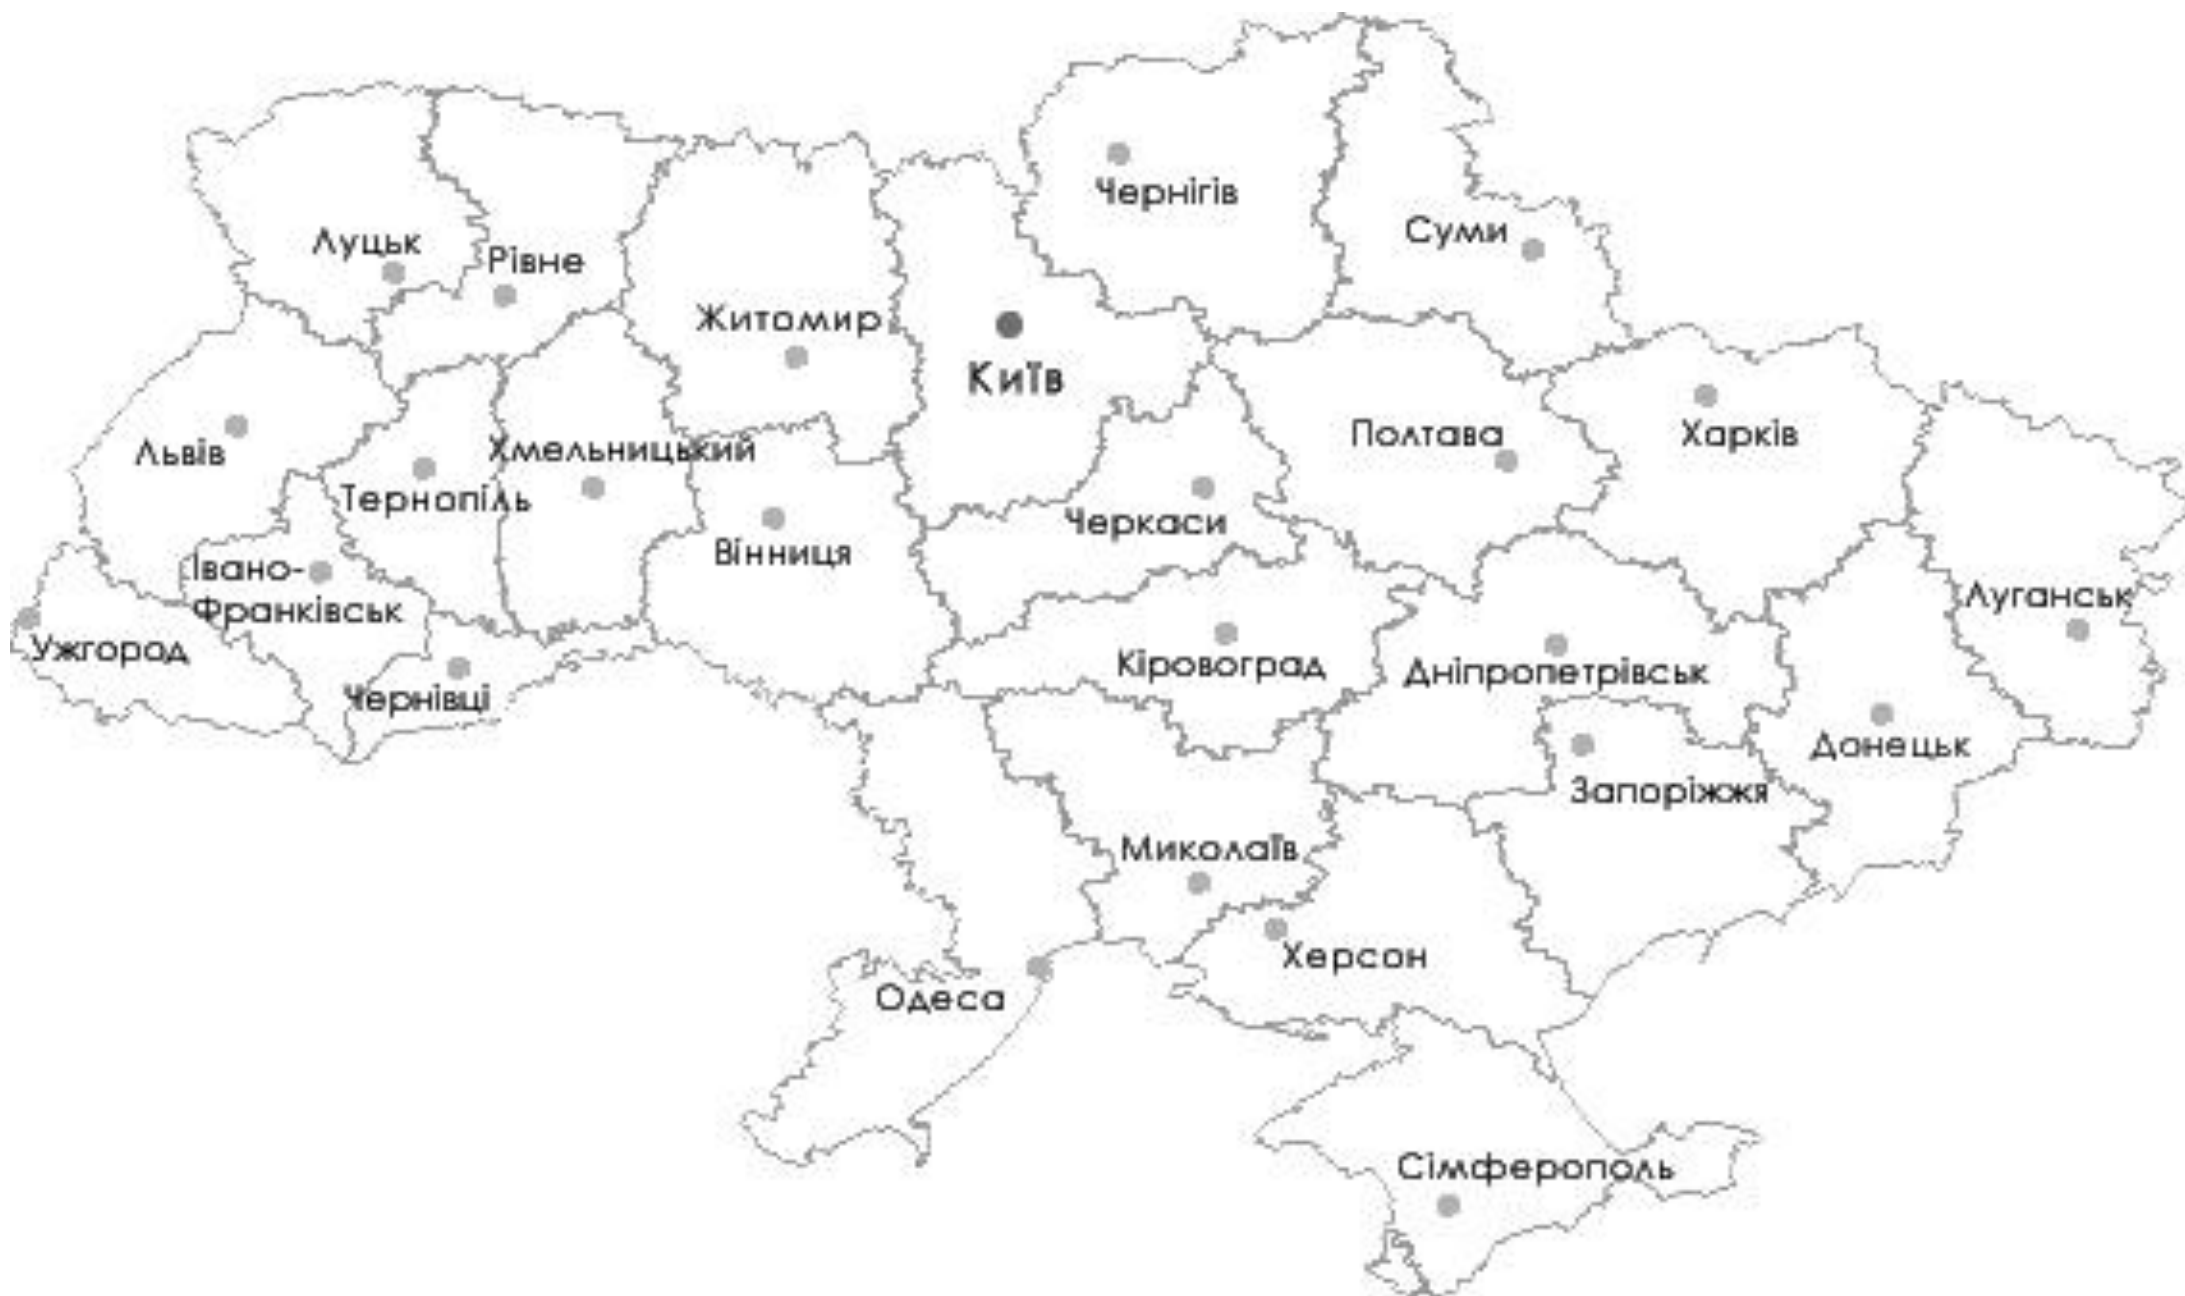 Чернігів
Суми
Луцьк
Рівне
Житомир
Київ
Полтава
Харків
Львів
Хмельницький
Тернопіль
Черкаси
Вінниця
Івано-
Франківськ
Луганськ
Ужгород
Чернівці
Кіровоград
Дніпропетрівськ
Донецьк
Запоріжжя
Миколаїв
Херсон
Одеса
Сімферополь